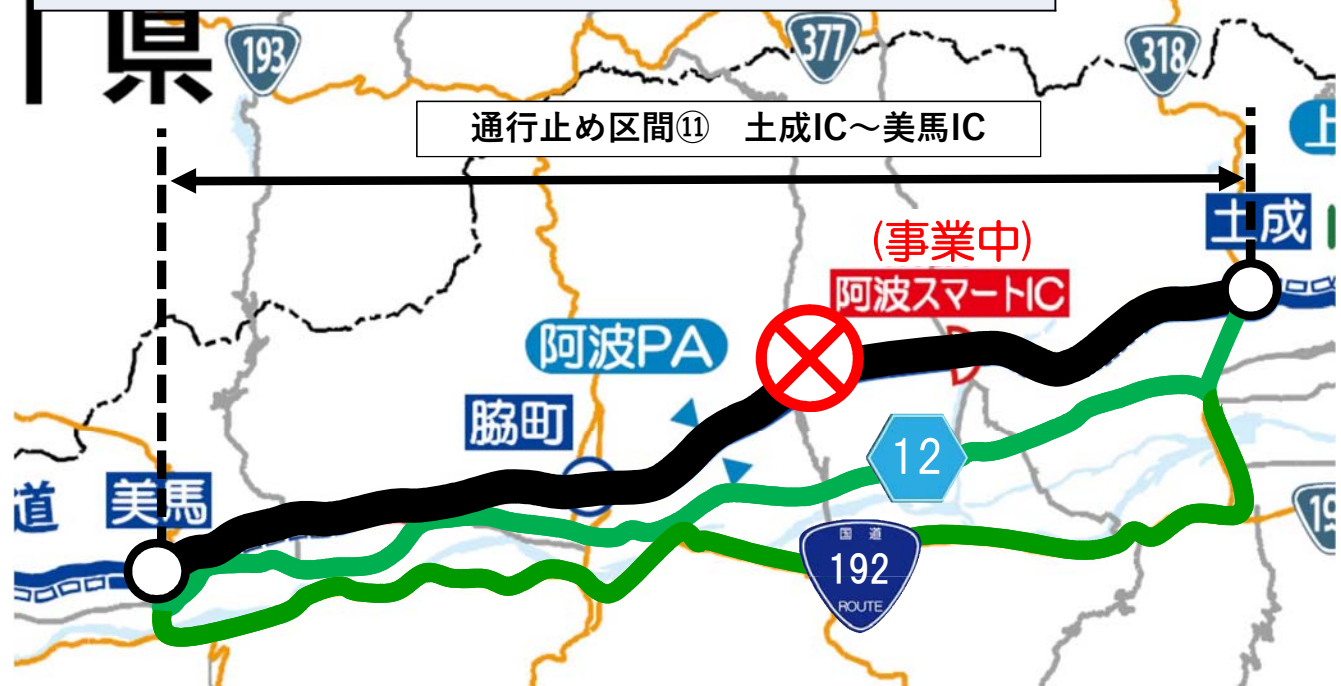 県
193
377
318
通行止め区間⑪ 土成IC～美馬IC
上
土成
(事業中)
阿波スマートIC
阿波PA
脇町
12
道
美馬
19
国道
192
ROUTE